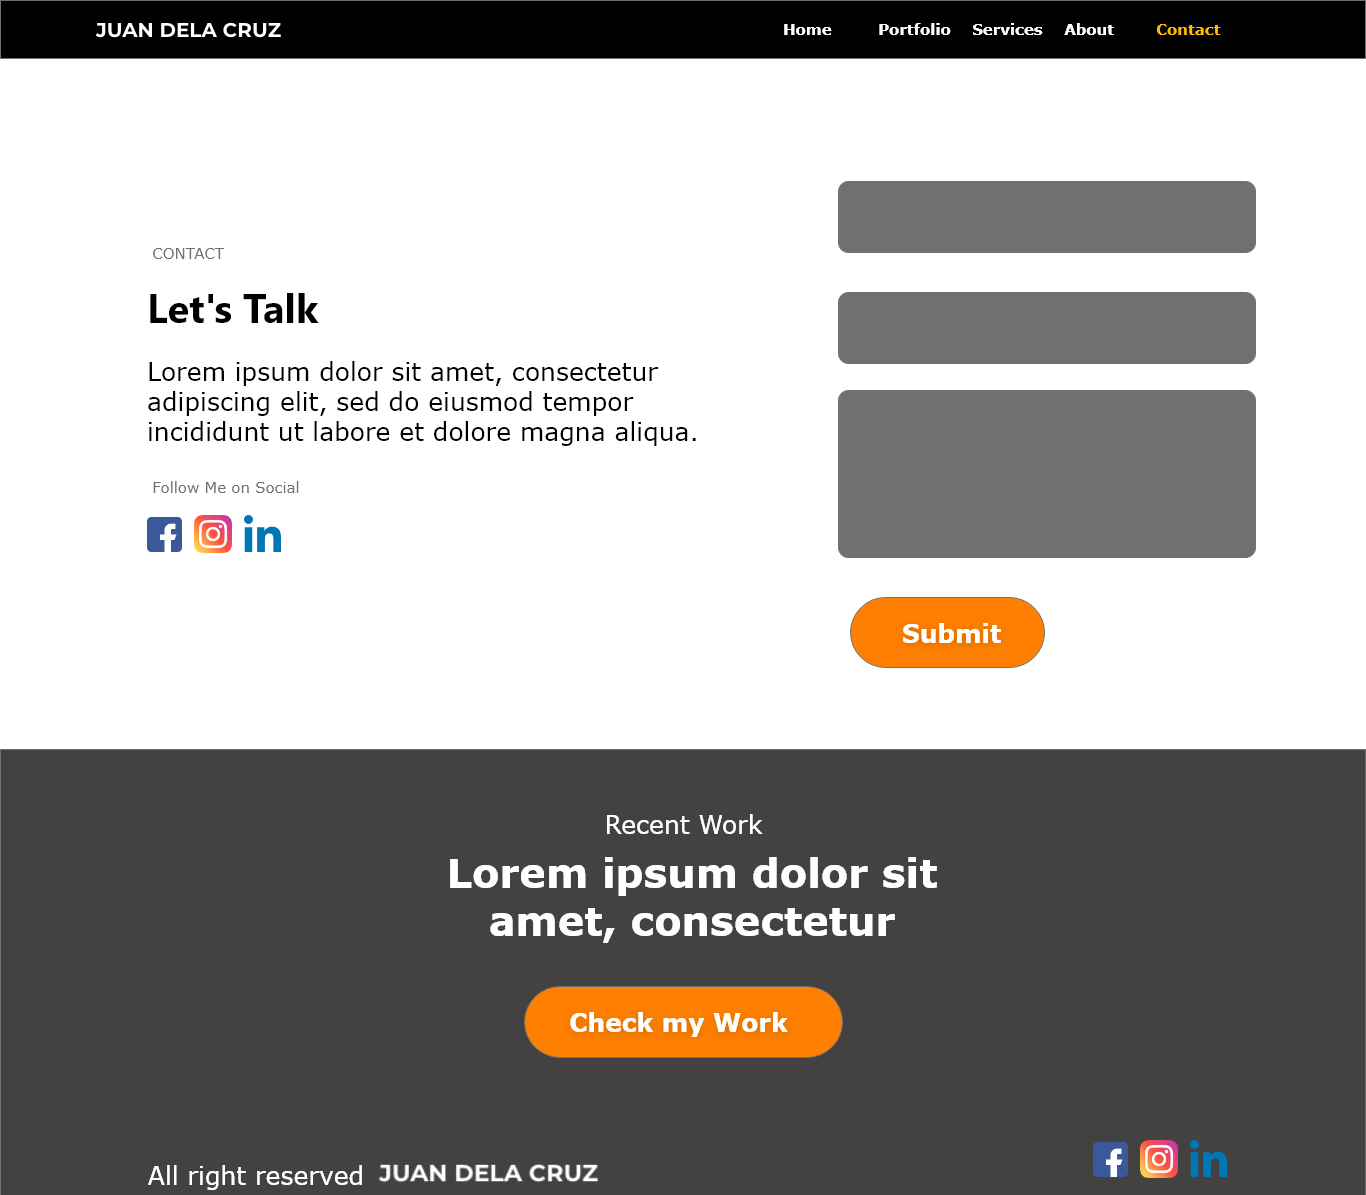 JUAN DELA CRUZ
Home Portfolio Services About Contact
CONTACT
Let's Talk
Lorem ipsum dolor sit amet, consectetur
adipiscing elit, sed do eiusmod tempor
incididunt ut labore et dolore magna aliqua.
Follow Me on Social
in
Submit
Recent Work
Lorem ipsum dolor sit
amet, consectetur
Check my Work
All right reserved JUAN DELA CRUZ
in